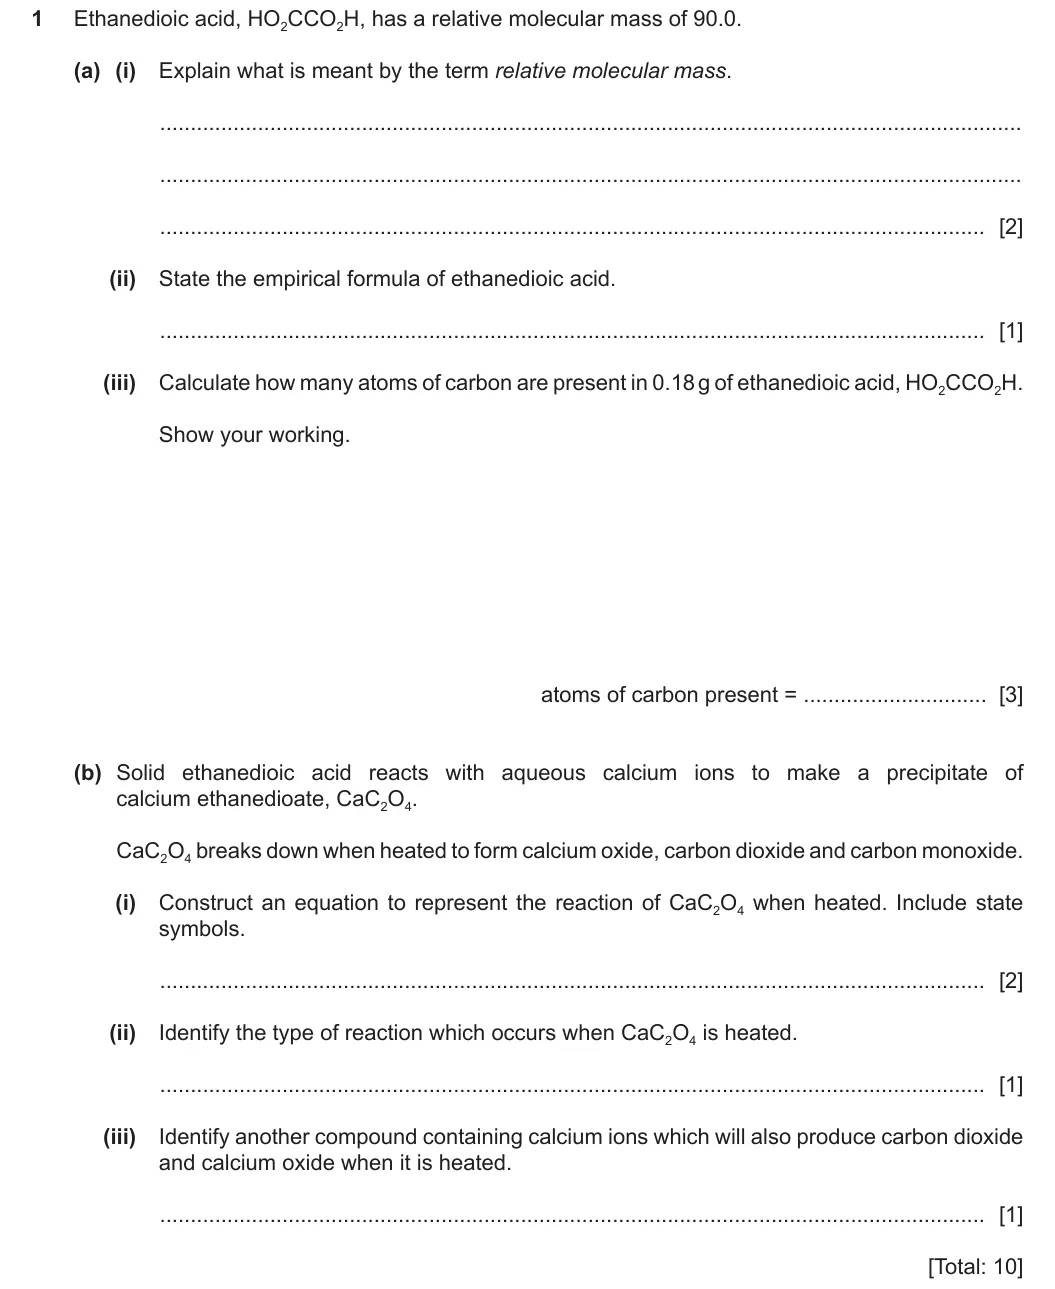 1 Ethanedioic acid, HO₂CCO₂H, has a relative molecular mass of 90.0.
(a) (i) Explain what is meant by the term relative molecular mass.
..........................................................................................
..........................................................................................
.......................................................................................... [2]
(ii) State the empirical formula of ethanedioic acid.
.......................................................................................... [1]
(iii) Calculate how many atoms of carbon are present in 0.18 g of ethanedioic acid, HO₂CCO₂H.
Show your working.
atoms of carbon present = .............................. [3]
(b) Solid ethanedioic acid reacts with aqueous calcium ions to make a precipitate of
calcium ethanedioate, CaC₂O₄.
CaC₂O₄ breaks down when heated to form calcium oxide, carbon dioxide and carbon monoxide.
(i) Construct an equation to represent the reaction of CaC₂O₄ when heated. Include state
symbols.
.......................................................................................... [2]
(ii) Identify the type of reaction which occurs when CaC₂O₄ is heated.
.......................................................................................... [1]
(iii) Identify another compound containing calcium ions which will also produce carbon dioxide
and calcium oxide when it is heated.
.......................................................................................... [1]
[Total: 10]